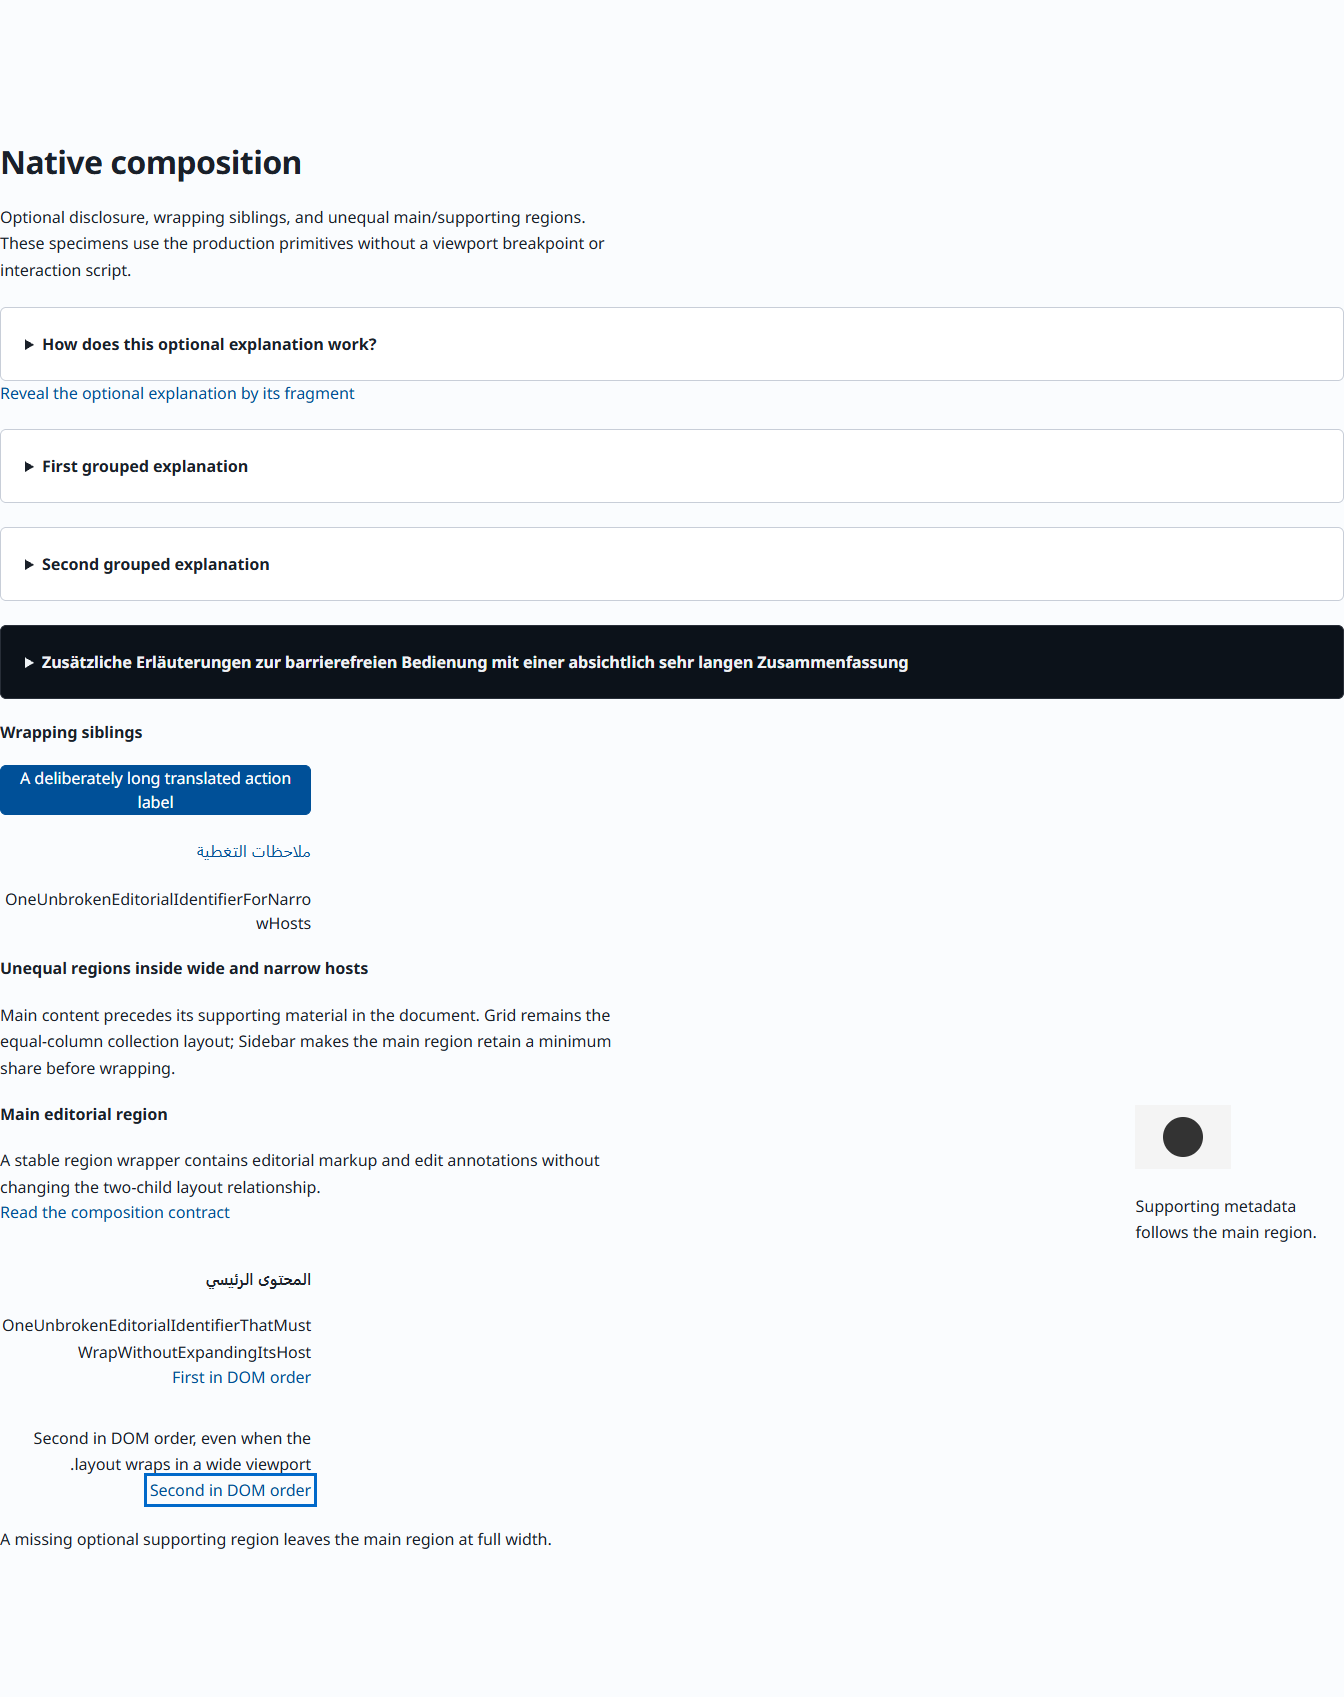 Native composition
Optional disclosure, wrapping siblings, and unequal main/supporting regions.
These specimens use the production primitives without a viewport breakpoint or
interaction script.
How does this optional explanation work?
Reveal the optional explanation by its fragment
First grouped explanation
Second grouped explanation
Zusätzliche Erläuterungen zur barrierefreien Bedienung mit einer absichtlich sehr langen Zusammenfassung
Wrapping siblings
A deliberately long translated action
label
ملاحظات التغطية
OneUnbrokenEditorialIdentifierForNarro
wHosts
Unequal regions inside wide and narrow hosts
Main content precedes its supporting material in the document. Grid remains the
equal-column collection layout; Sidebar makes the main region retain a minimum
share before wrapping.
Main editorial region
A stable region wrapper contains editorial markup and edit annotations without
changing the two-child layout relationship.
Read the composition contract
Supporting metadata
follows the main region.
المحتوى الرئيسي
OneUnbrokenEditorialIdentifierThatMust
WrapWithoutExpandingItsHost
First in DOM order
Second in DOM order, even when the
.layout wraps in a wide viewport
Second in DOM order
A missing optional supporting region leaves the main region at full width.